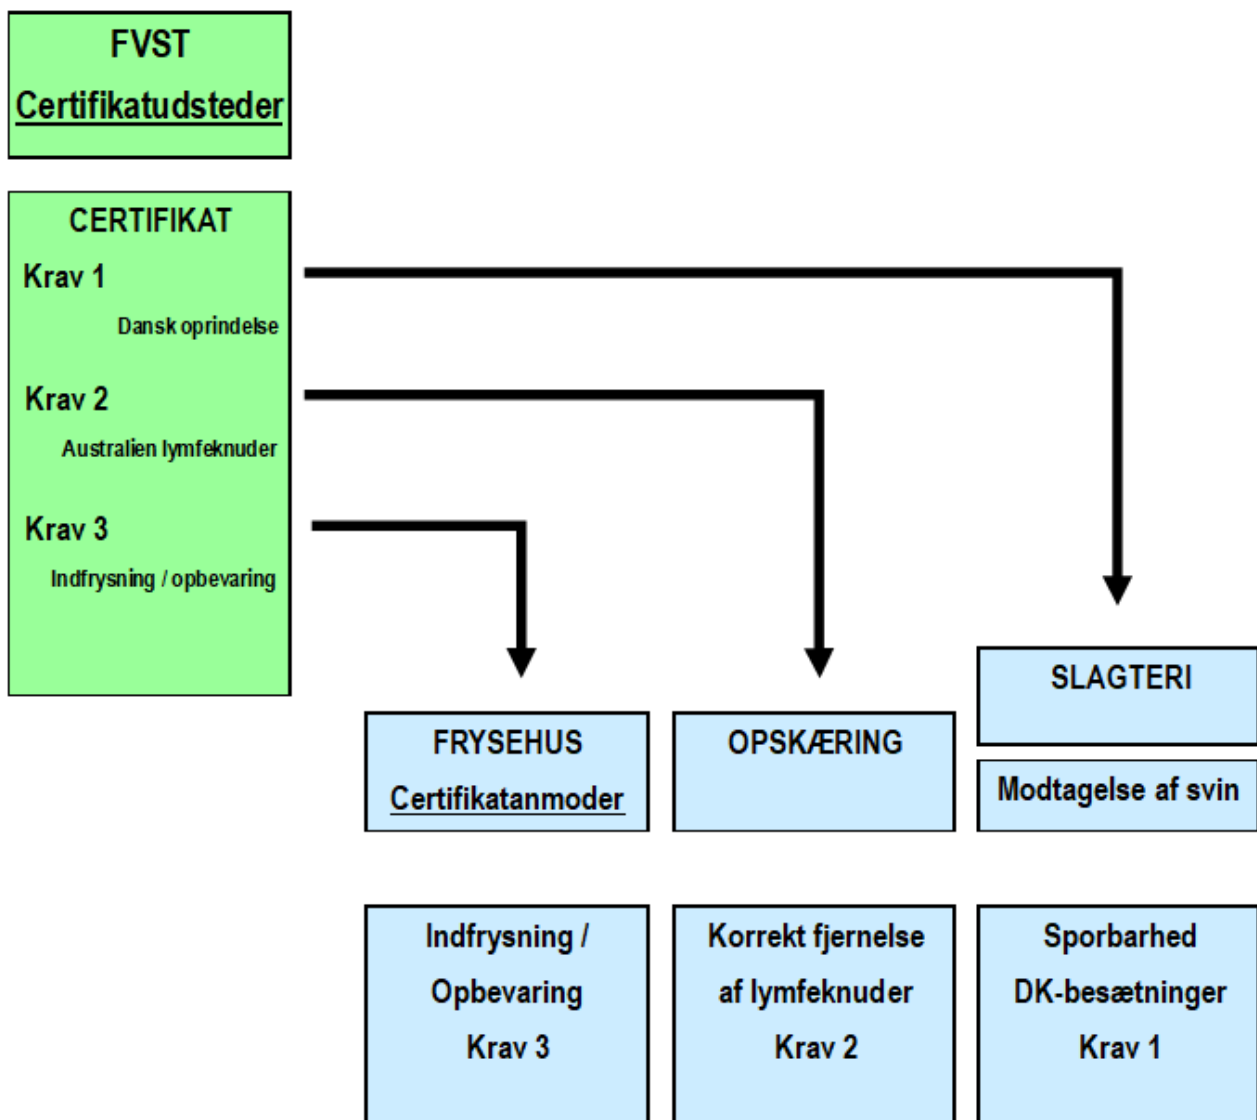 FVST
Certifikatudsteder
CERTIFIKAT
Krav 1
Dansk oprindelse
Krav 2
Australien lymfeknuder
Krav 3
Indfrysning / opbevaring
FRYSEHUS
Certifikatanmoder
OPSKÆRING
SLAGTERI
Modtagelse af svin
Indfrysning /
Opbevaring
Krav 3
Korrekt fjernelse
af lymfeknuder
Krav 2
Sporbarhed
DK-besætninger
Krav 1